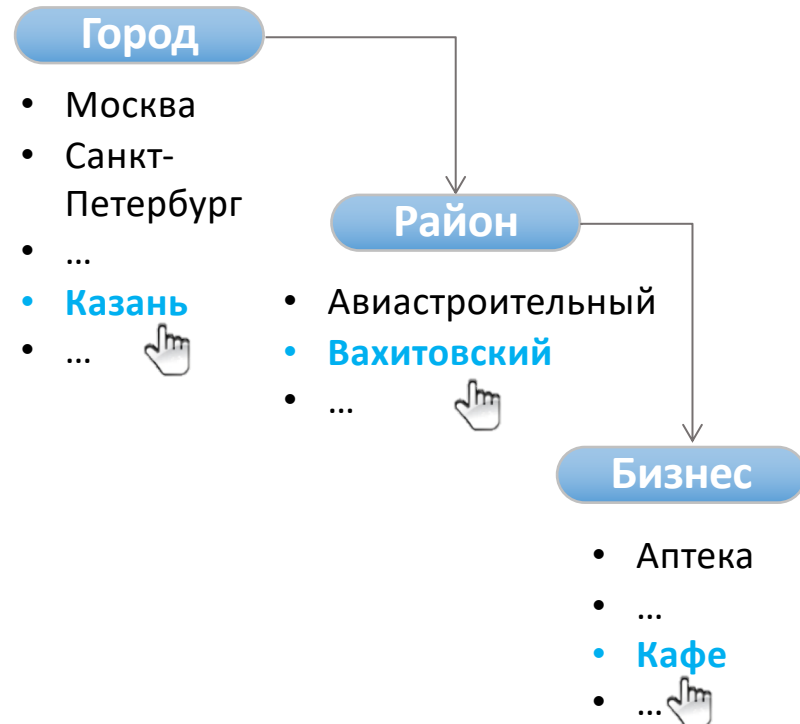 Город
• Москва
• Санкт-
Петербург
• ...
• Казань
• ...
Район
• Авиастроительный
• Вахитовский
• ...
Бизнес
• Аптека
• ...
• Кафе
• ...